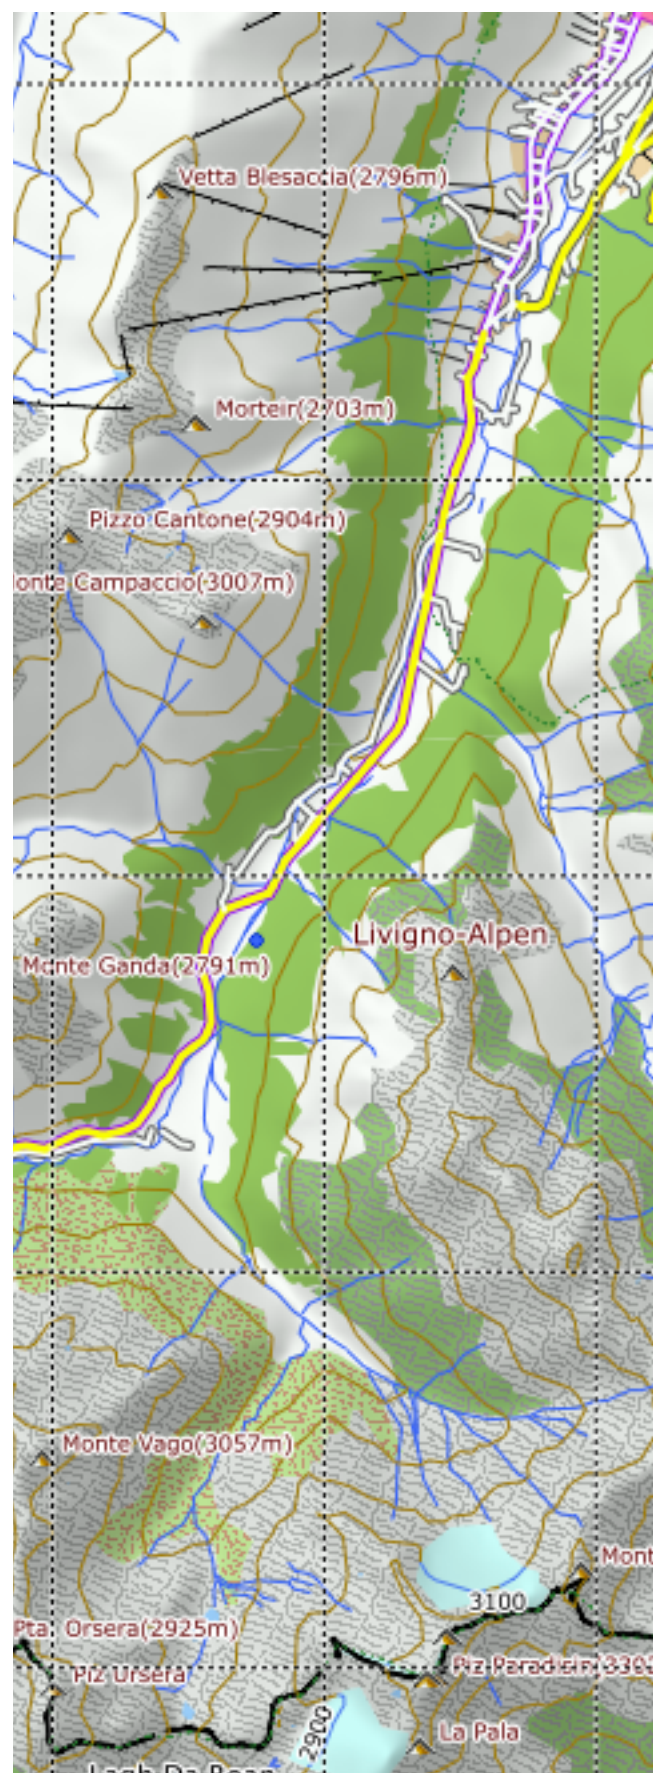 Vetta Blesaccia(2796m)
Morteir(2703m)
Pizzo Cantone(2904m)
onte Campaccio(3007m)
Livigno-Alpen
Monte Ganda(2791m)
Monte Vago(3057m)
Mont
3100
Pta. Orsera(2925m)
Piz Paradisin(3302
Piz Ursera
2900
La Pala